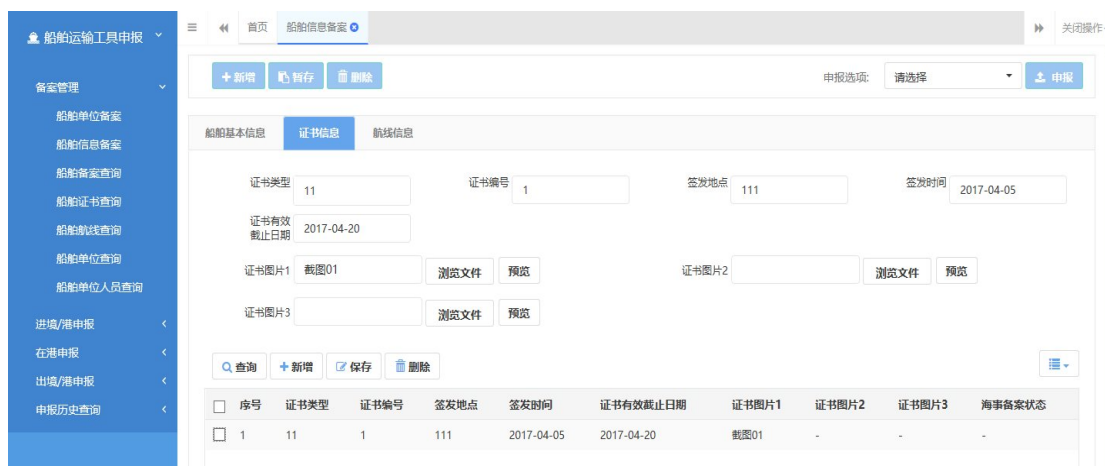 船舶运输工具申报
首页 船舶信息备案 关闭操作
备案管理
船舶单位备案
船舶信息备案
船舶备案查询
船舶证书查询
船舶航线查询
船舶单位查询
船舶单位人员查询
进境/港申报
在港申报
出境/港申报
申报历史查询
新增 暂存 删除 申报选项: 请选择 申报
船舶基本信息 证书信息 航线信息
证书类型 11 证书编号 1 签发地点 111 签发时间 2017-04-05
证书有效
截止日期 2017-04-20
证书图片1 截图01 浏览文件 预览 证书图片2 浏览文件 预览
证书图片3 浏览文件 预览
查询 新增 保存 删除
序号 证书类型 证书编号 签发地点 签发时间 证书有效截止日期 证书图片1 证书图片2 证书图片3 海事备案状态
1 11 1 111 2017-04-05 2017-04-20 截图01 - - -